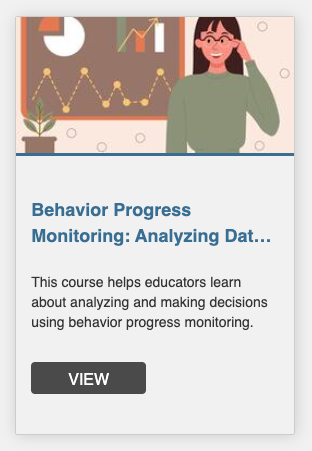 Behavior Progress
Monitoring: Analyzing Dat...
This course helps educators learn
about analyzing and making decisions
using behavior progress monitoring.
VIEW